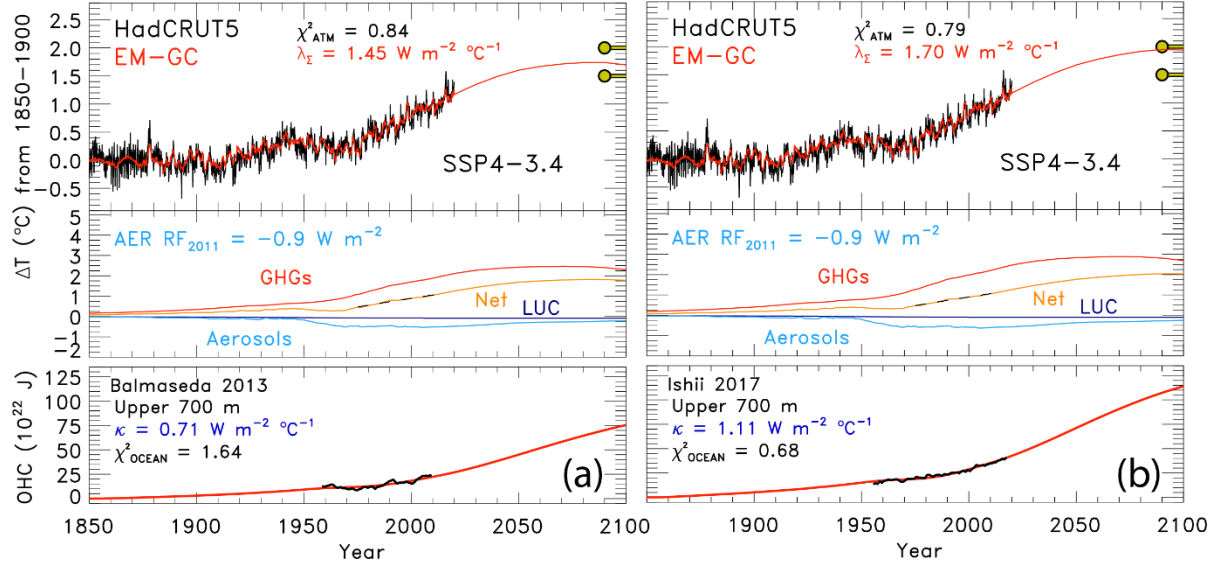 HadCRUT5
EM−GC
χ²ATM = 0.84
λΣ = 1.45 W m⁻² °C⁻¹
SSP4−3.4
2.5
2.0
1.5
1.0
0.5
0.0
−0.5
ΔT (°C) from 1850−1900
AER RF2011 = −0.9 W m⁻²
GHGs
Net
LUC
Aerosols
5
4
3
2
1
0
−1
−2
Balmaseda 2013
Upper 700 m
κ = 0.71 W m⁻² °C⁻¹
χ²OCEAN = 1.64
(a)
125
100
75
50
25
0
OHC (10²² J)
1850
1900
1950
2000
2050
2100
Year
HadCRUT5
EM−GC
χ²ATM = 0.79
λΣ = 1.70 W m⁻² °C⁻¹
SSP4−3.4
AER RF2011 = −0.9 W m⁻²
GHGs
Net
LUC
Aerosols
Ishii 2017
Upper 700 m
κ = 1.11 W m⁻² °C⁻¹
χ²OCEAN = 0.68
(b)
1900
1950
2000
2050
2100
Year